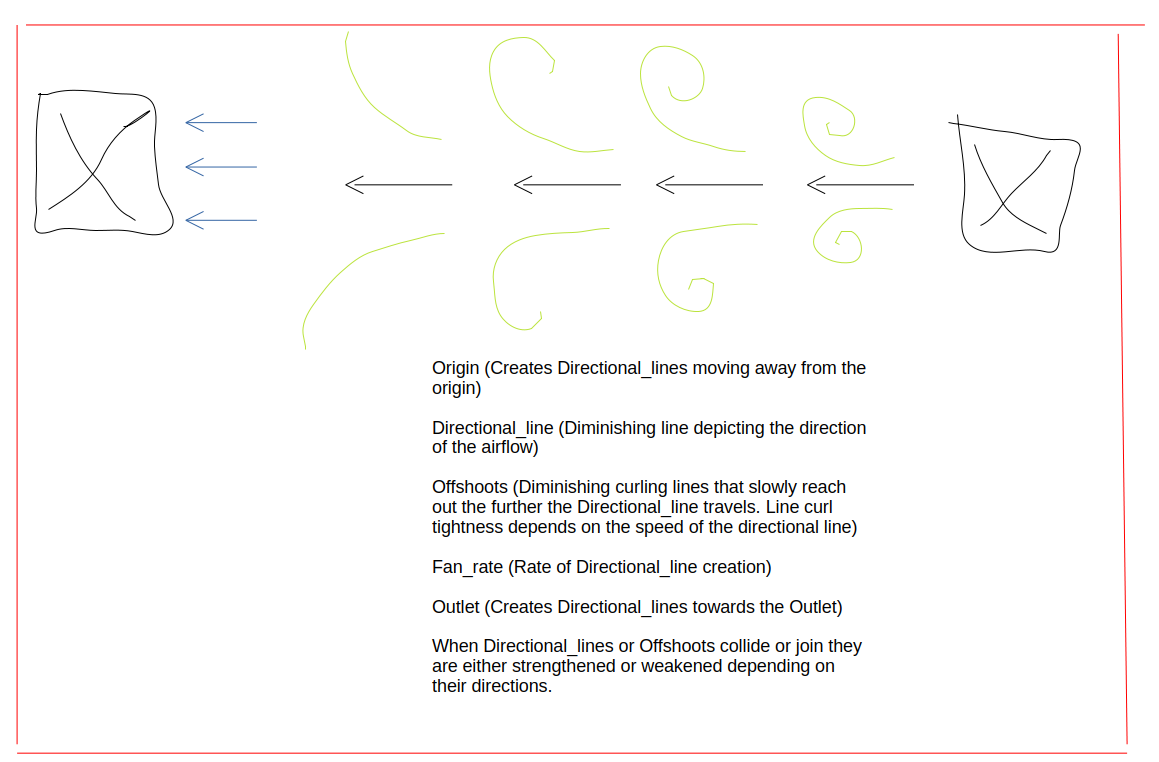 Origin (Creates Directional_lines moving away from the
origin)
Directional_line (Diminishing line depicting the direction
of the airflow)
Offshoots (Diminishing curling lines that slowly reach
out the further the Directional_line travels. Line curl
tightness depends on the speed of the directional line)
Fan_rate (Rate of Directional_line creation)
Outlet (Creates Directional_lines towards the Outlet)
When Directional_lines or Offshoots collide or join they
are either strengthened or weakened depending on
their directions.